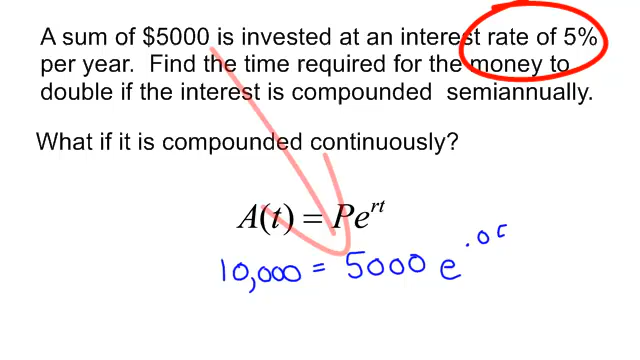 A sum of $5000 is invested at an interest rate of 5%
per year. Find the time required for the money to
double if the interest is compounded semiannually.
What if it is compounded continuously?
A(t) = Pe^{rt}
10,000 = 5000 e^{.0}